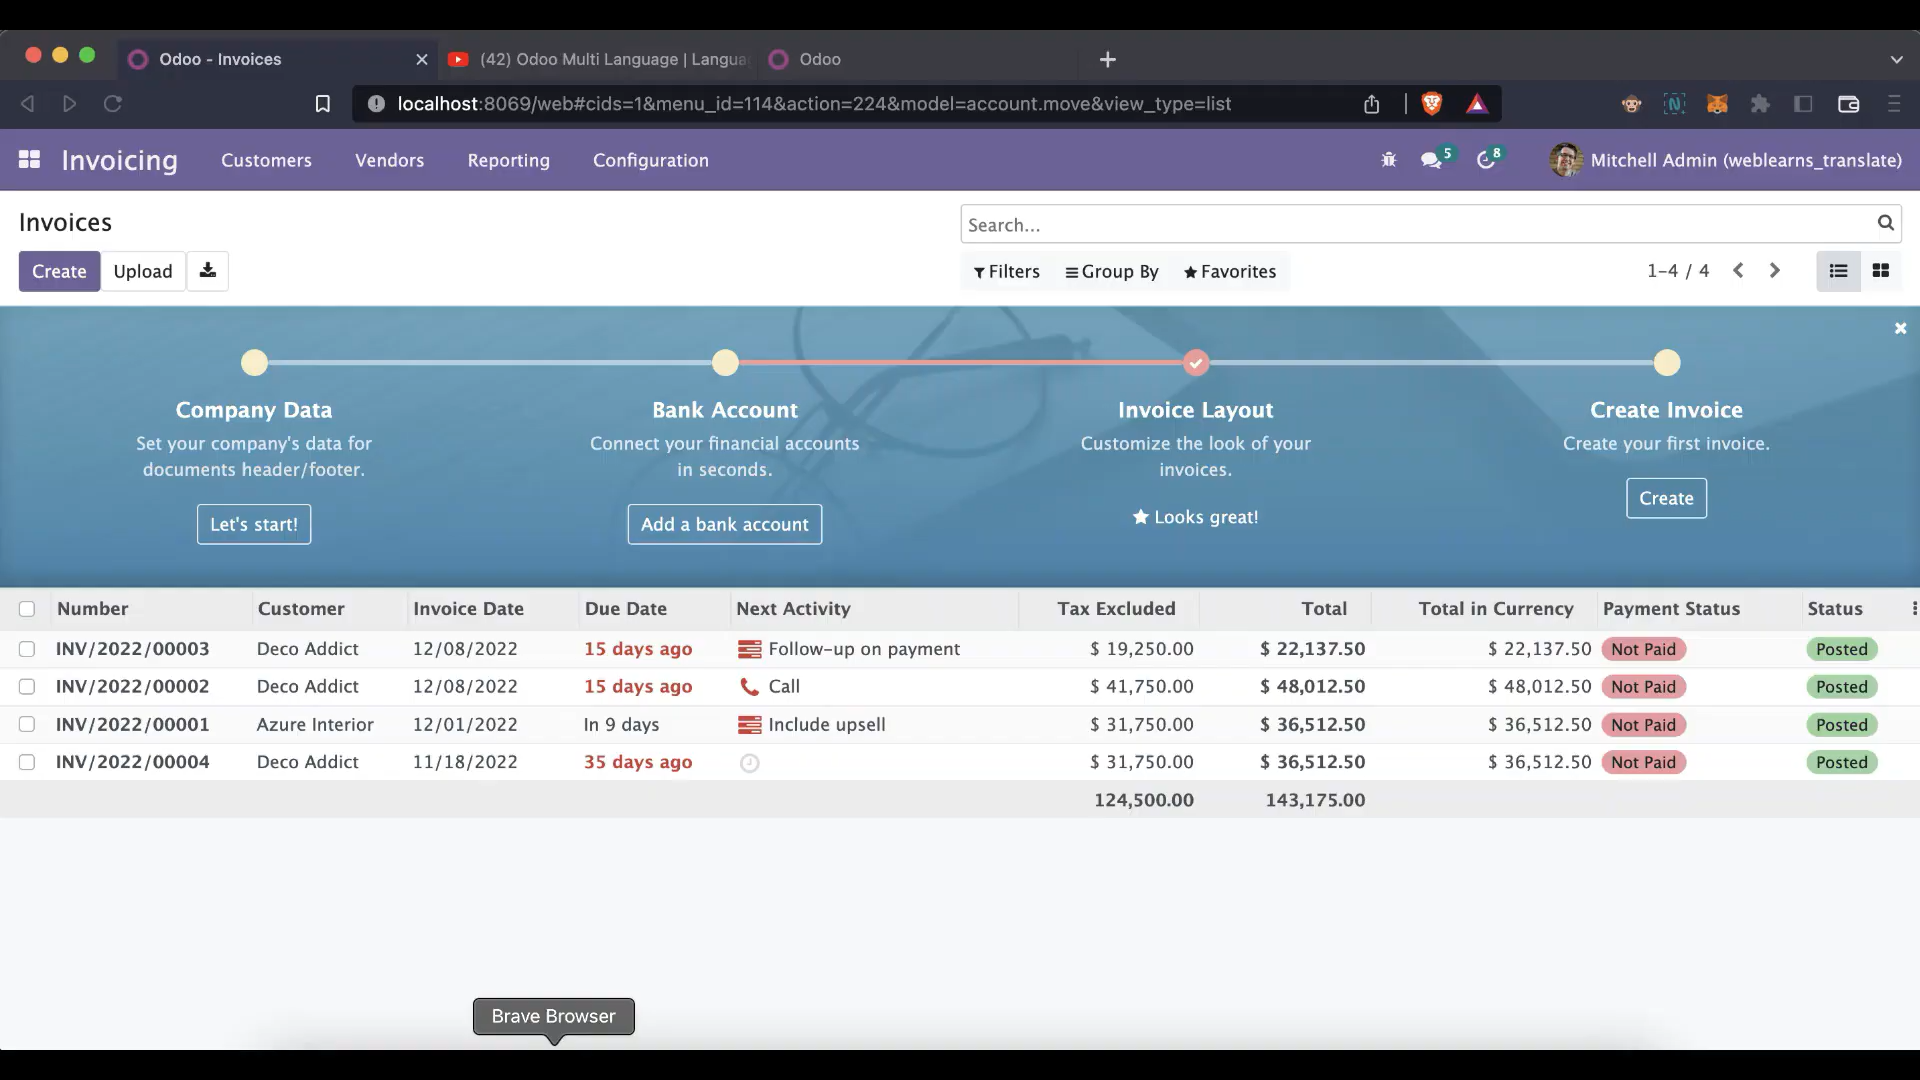 Odoo - Invoices
(42) Odoo Multi Language | Langua
Odoo
localhost:8069/web#cids=1&menu_id=114&action=224&model=account.move&view_type=list
Invoicing Customers Vendors Reporting Configuration 5 8 Mitchell Admin (weblearns_translate)
Invoices
Search...
Create Upload
Filters Group By Favorites 1-4 / 4
Company Data Bank Account Invoice Layout Create Invoice
Set your company's data for Connect your financial accounts Customize the look of your Create your first invoice.
documents header/footer. in seconds. invoices.
Let's start! Add a bank account Looks great! Create
Number Customer Invoice Date Due Date Next Activity Tax Excluded Total Total in Currency Payment Status Status
INV/2022/00003 Deco Addict 12/08/2022 15 days ago Follow-up on payment $ 19,250.00 $ 22,137.50 $ 22,137.50 Not Paid Posted
INV/2022/00002 Deco Addict 12/08/2022 15 days ago Call $ 41,750.00 $ 48,012.50 $ 48,012.50 Not Paid Posted
INV/2022/00001 Azure Interior 12/01/2022 In 9 days Include upsell $ 31,750.00 $ 36,512.50 $ 36,512.50 Not Paid Posted
INV/2022/00004 Deco Addict 11/18/2022 35 days ago $ 31,750.00 $ 36,512.50 $ 36,512.50 Not Paid Posted
124,500.00 143,175.00
Brave Browser